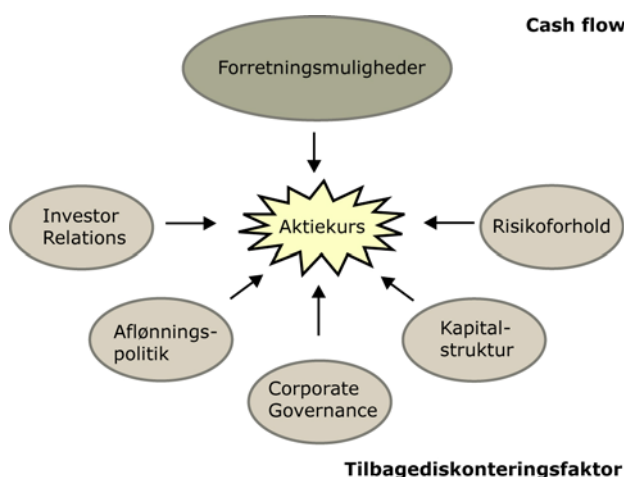 Cash flow
Forretningsmuligheder
Investor
Relations
Aktiekurs
Risikoforhold
Aflønnings-
politik
Kapital-
struktur
Corporate
Governance
Tilbagediskonteringsfaktor